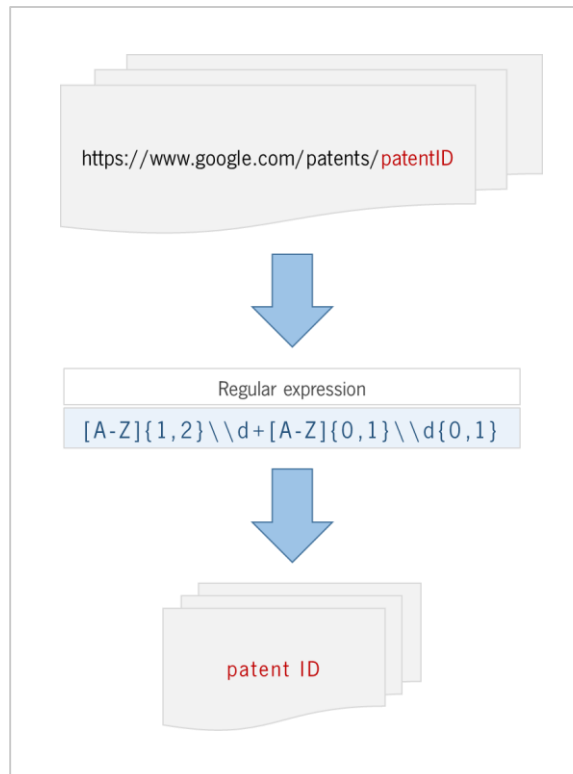 https://www.google.com/patents/patentID
Regular expression
[A-Z]{1,2}\\d+[A-Z]{0,1}\\d{0,1}
patent ID